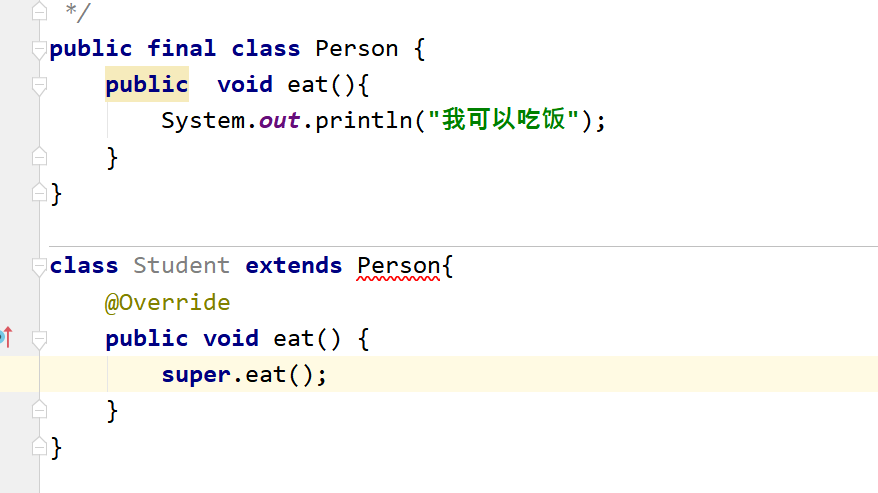 */
public final class Person {
public  void eat(){
System.out.println("我可以吃饭");
}
}
class Student extends Person{
@Override
public void eat() {
super.eat();
}
}